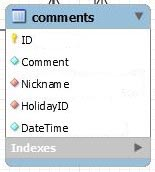 comments
ID
Comment
Nickname
HolidayID
DateTime
Indexes